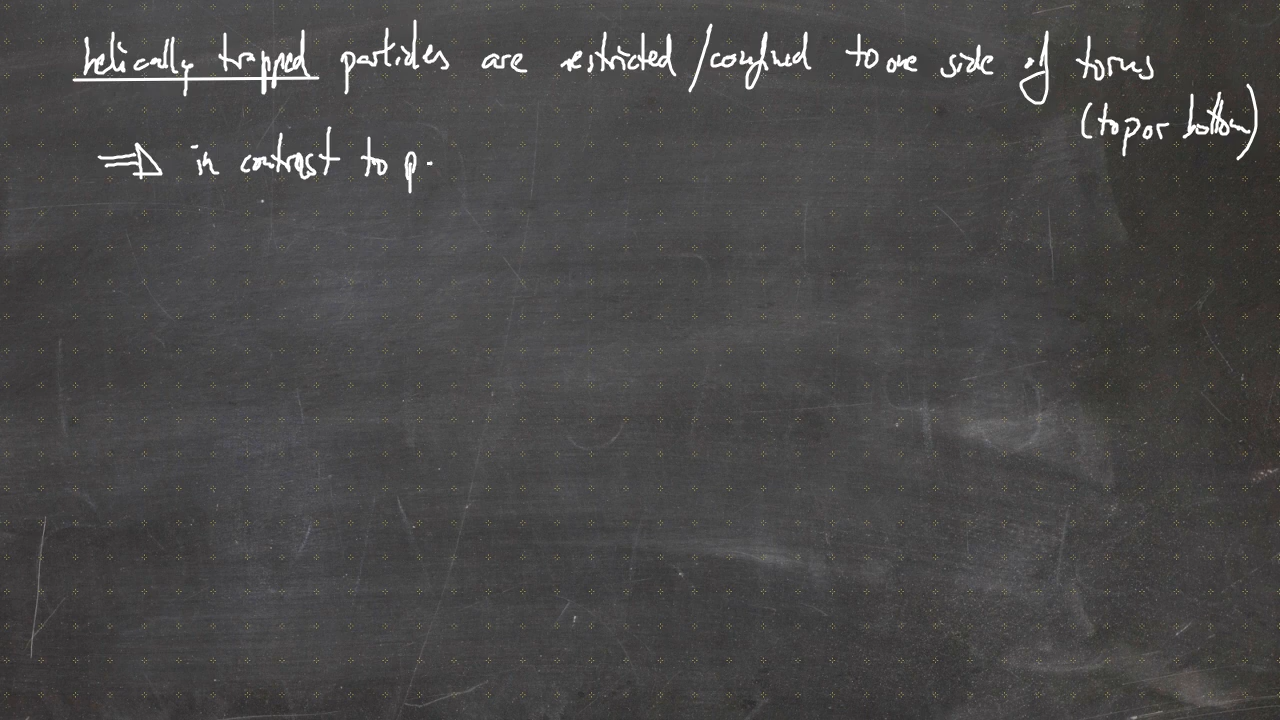 helically trapped particles are restricted / confined to one side of torus
(top or bottom)
⇒ in contrast to p.